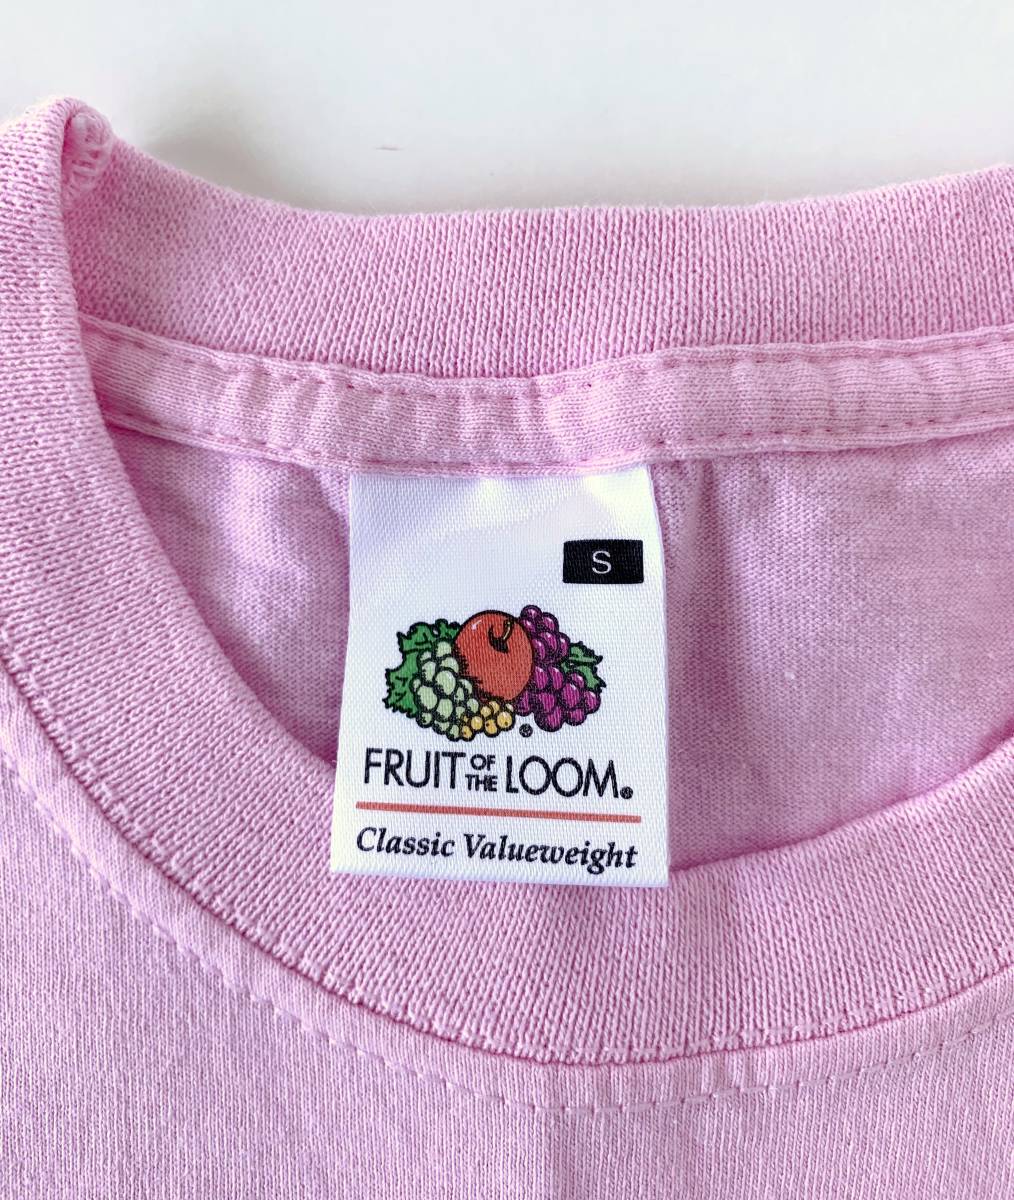 S
®
FRUIT OF THE LOOM®
Classic Valueweight